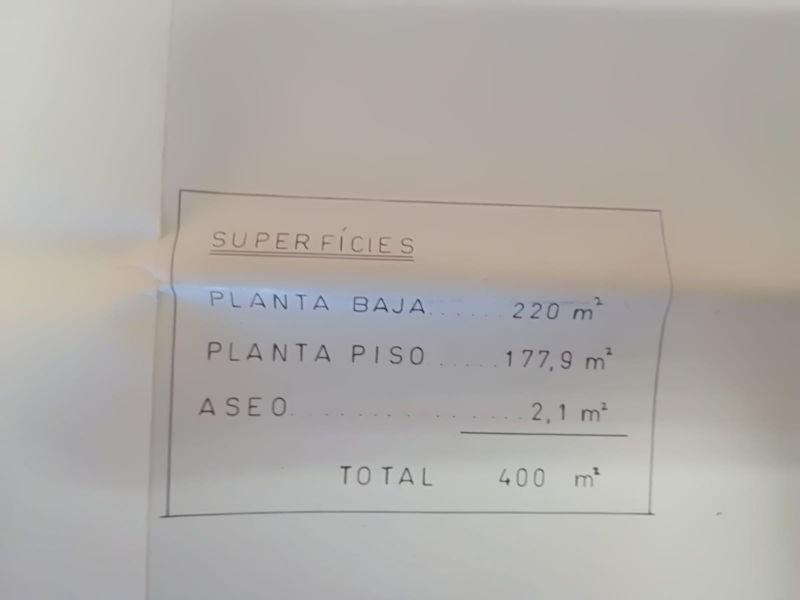 SUPERFÍCIES
PLANTA BAJA...... 220 m²
PLANTA PISO ..... 177,9 m²
ASEO................ 2,1 m²
TOTAL 400 m²